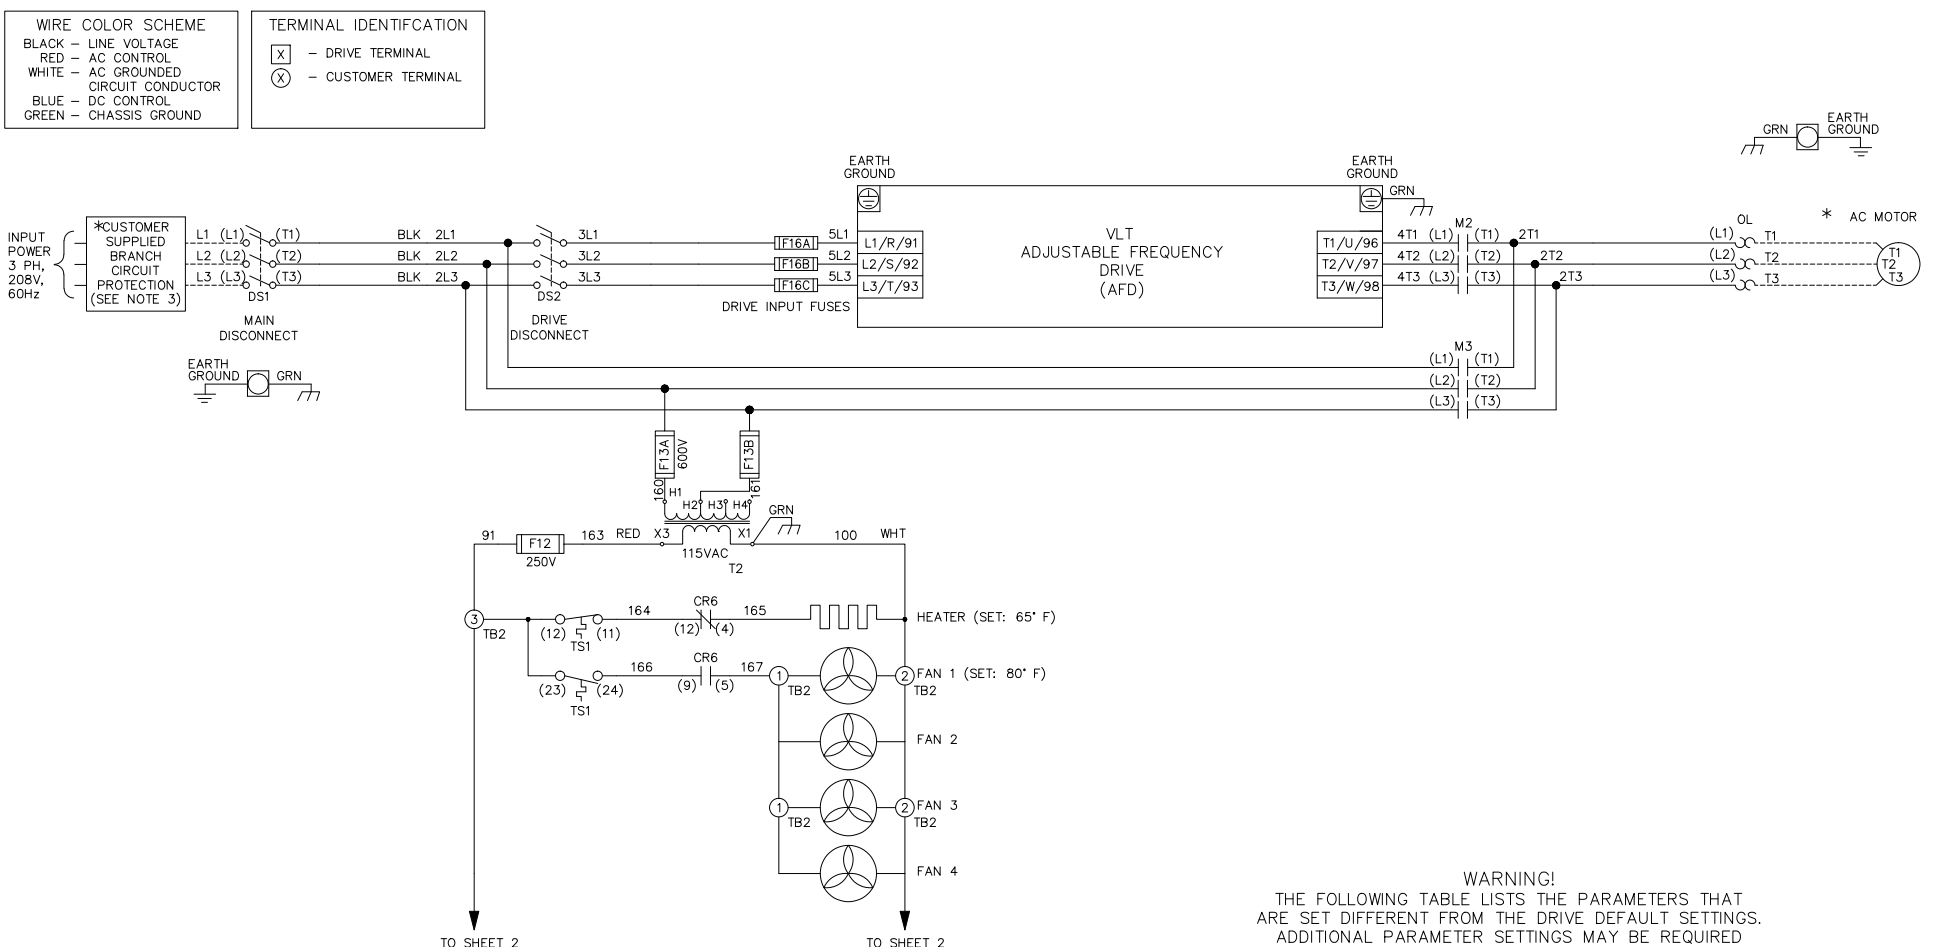 WIRE COLOR SCHEME
BLACK – LINE VOLTAGE
RED – AC CONTROL
WHITE – AC GROUNDED
CIRCUIT CONDUCTOR
BLUE – DC CONTROL
GREEN – CHASSIS GROUND
TERMINAL IDENTIFCATION
X – DRIVE TERMINAL
X – CUSTOMER TERMINAL
GRN
EARTH
GROUND
INPUT
POWER
3 PH,
208V,
60Hz
*CUSTOMER
SUPPLIED
BRANCH
CIRCUIT
PROTECTION
(SEE NOTE 3)
L1 (L1) (T1)
L2 (L2) (T2)
L3 (L3) (T3)
DS1
MAIN
DISCONNECT
BLK 2L1
BLK 2L2
BLK 2L3
3L1
3L2
3L3
DS2
DRIVE
DISCONNECT
F16A 5L1
F16B 5L2
F16C 5L3
DRIVE INPUT FUSES
EARTH
GROUND
L1/R/91
L2/S/92
L3/T/93
VLT
ADJUSTABLE FREQUENCY
DRIVE
(AFD)
EARTH
GROUND
GRN
T1/U/96
T2/V/97
T3/W/98
M2
4T1 (L1) (T1) 2T1
4T2 (L2) (T2) 2T2
4T3 (L3) (T3) 2T3
OL
(L1) T1
(L2) T2
(L3) T3
* AC MOTOR
T1
T2
T3
M3
(L1) (T1)
(L2) (T2)
(L3) (T3)
EARTH
GROUND
GRN
F13A
600V
F13B
160
161
H1
H2 H3 H4
GRN
91
F12
250V
163 RED X3
X1
115VAC
T2
100 WHT
3
TB2
(12) (11)
TS1
164
CR6
(12) (4)
165
HEATER (SET: 65° F)
(23) (24)
TS1
166
CR6
(9) (5)
167
1
TB2
2
TB2
FAN 1 (SET: 80° F)
FAN 2
1
TB2
2
TB2
FAN 3
FAN 4
TO SHEET 2
TO SHEET 2
WARNING!
THE FOLLOWING TABLE LISTS THE PARAMETERS THAT
ARE SET DIFFERENT FROM THE DRIVE DEFAULT SETTINGS.
ADDITIONAL PARAMETER SETTINGS MAY BE REQUIRED